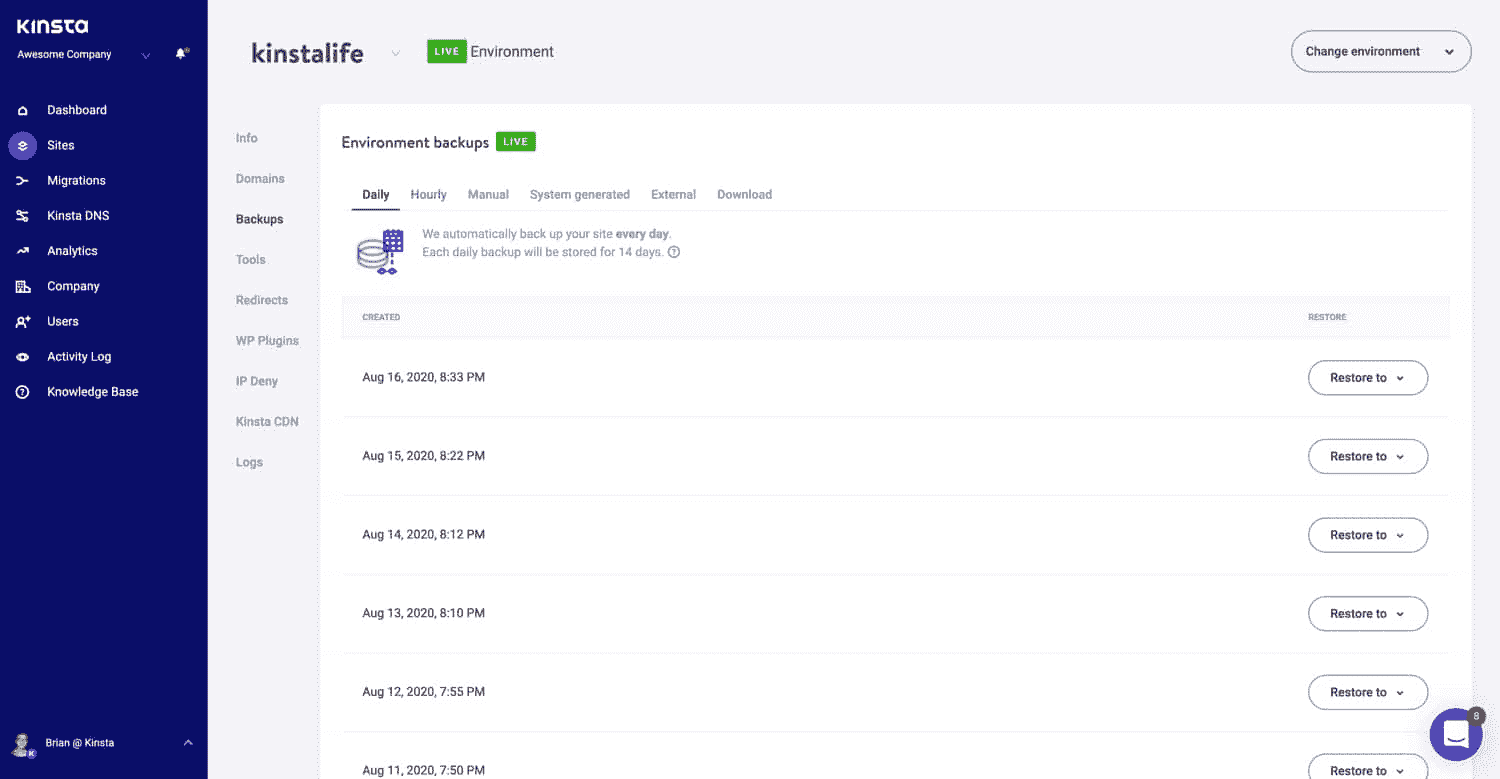 Kinsta
Awesome Company
Dashboard
Sites
Migrations
Kinsta DNS
Analytics
Company
Users
Activity Log
Knowledge Base
Brian @ Kinsta
K
kinstalife
LIVE Environment
Change environment
Info
Domains
Backups
Tools
Redirects
WP Plugins
IP Deny
Kinsta CDN
Logs
Environment backups LIVE
Daily Hourly Manual System generated External Download
We automatically back up your site every day.
Each daily backup will be stored for 14 days.
CREATED RESTORE
Aug 16, 2020, 8:33 PM Restore to
Aug 15, 2020, 8:22 PM Restore to
Aug 14, 2020, 8:12 PM Restore to
Aug 13, 2020, 8:10 PM Restore to
Aug 12, 2020, 7:55 PM Restore to
Aug 11, 2020, 7:50 PM Restore to
8